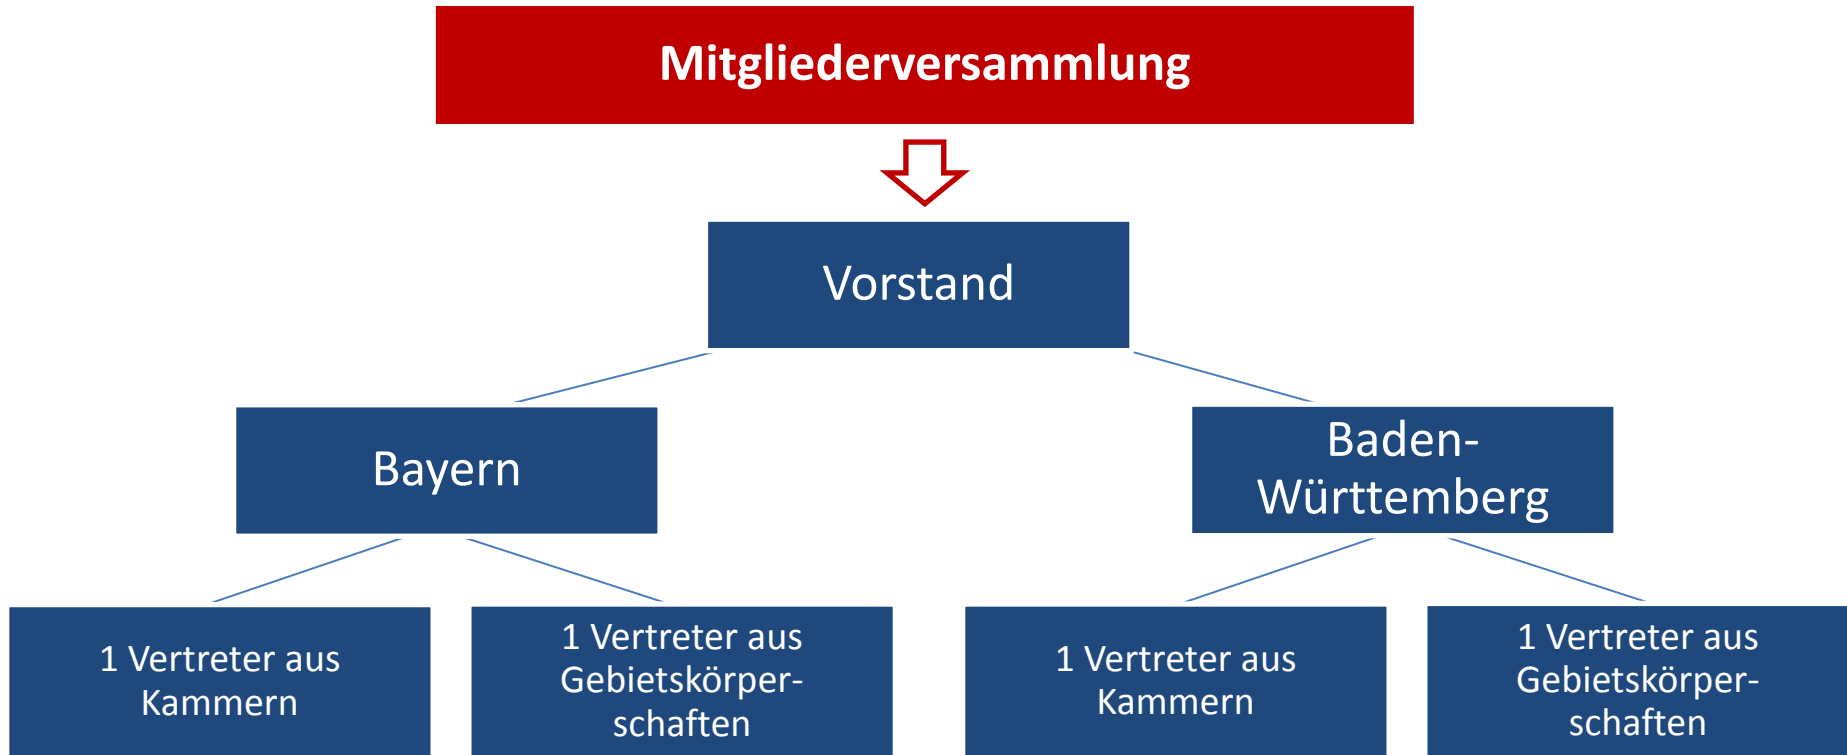 Mitgliederversammlung
Vorstand
Bayern
Baden-
Württemberg
1 Vertreter aus
Kammern
1 Vertreter aus
Gebietskörper-
schaften
1 Vertreter aus
Kammern
1 Vertreter aus
Gebietskörper-
schaften